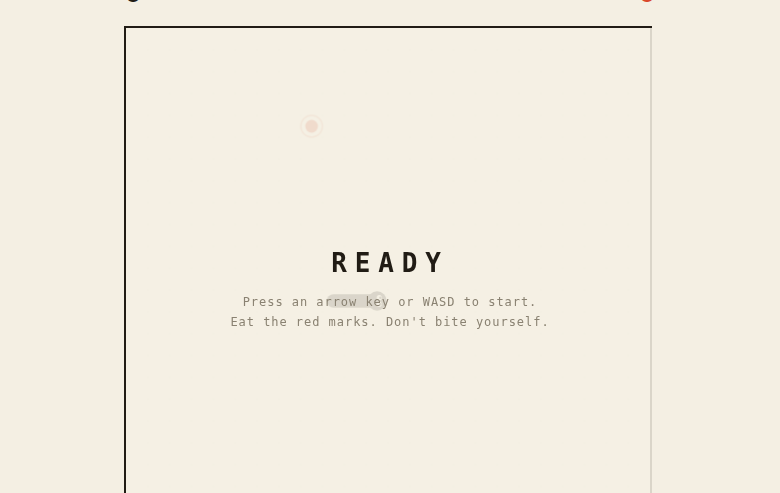 READY
Press an arrow key or WASD to start.
Eat the red marks. Don't bite yourself.